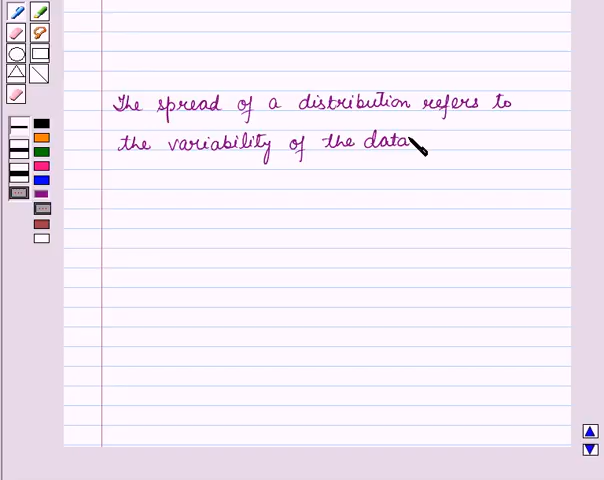 The spread of a distribution refers to
the variability of the data